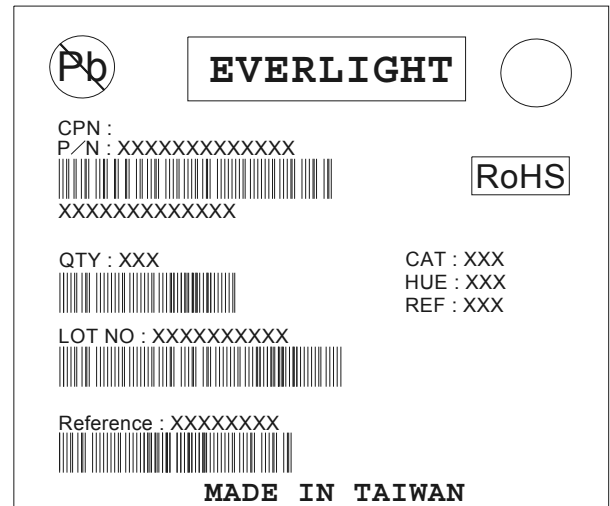 Pb
EVERLIGHT
CPN :
P/N : XXXXXXXXXXXXX
RoHS
XXXXXXXXXXXXX
QTY : XXX
CAT : XXX
HUE : XXX
REF : XXX
LOT NO : XXXXXXXXXX
Reference : XXXXXXXX
MADE IN TAIWAN